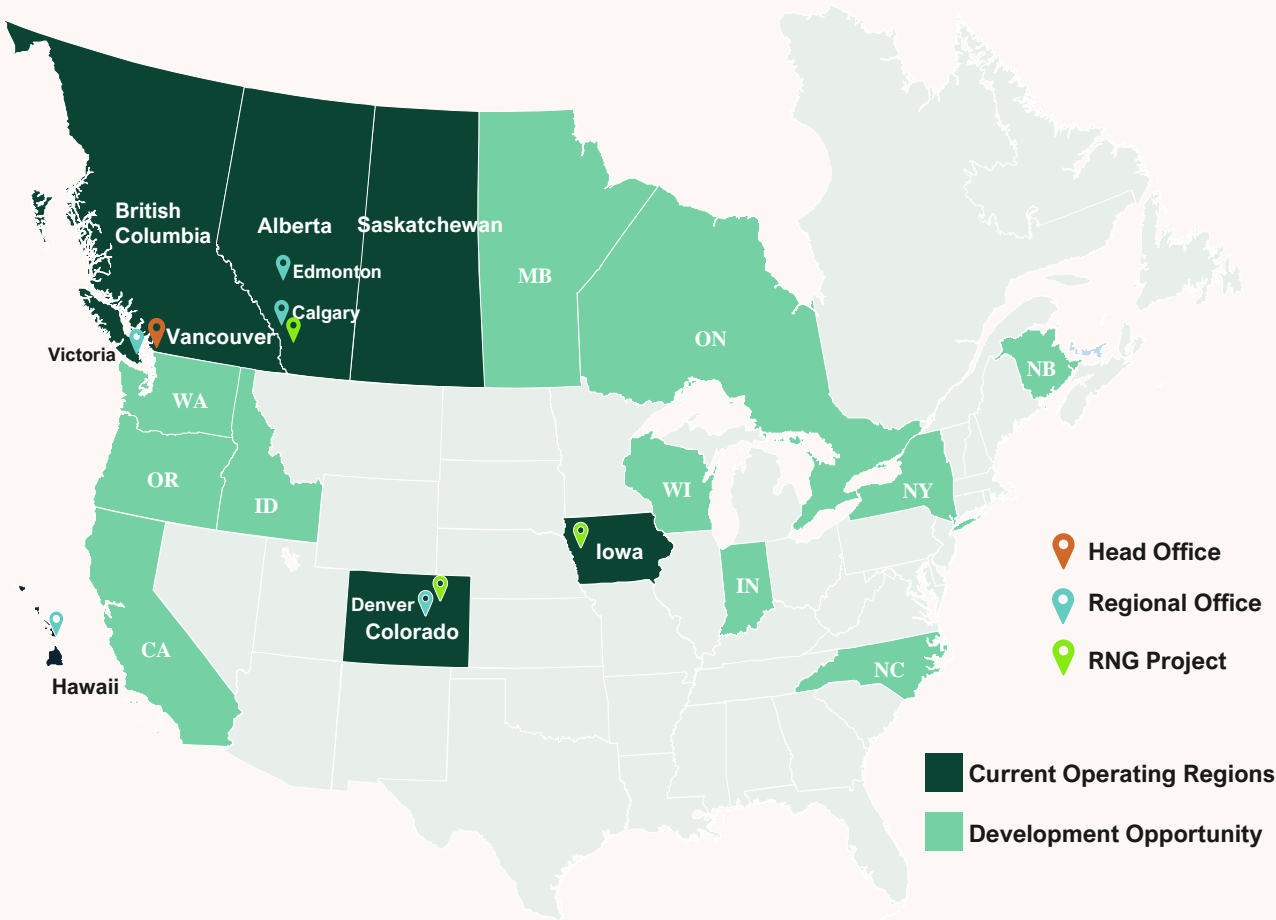 British
Columbia
Alberta
Saskatchewan
Edmonton
MB
Calgary
Vancouver
ON
Victoria
NB
WA
OR
ID
WI
NY
Iowa
Head Office
IN
Denver
Regional Office
Colorado
CA
RNG Project
NC
Hawaii
Current Operating Regions
Development Opportunity